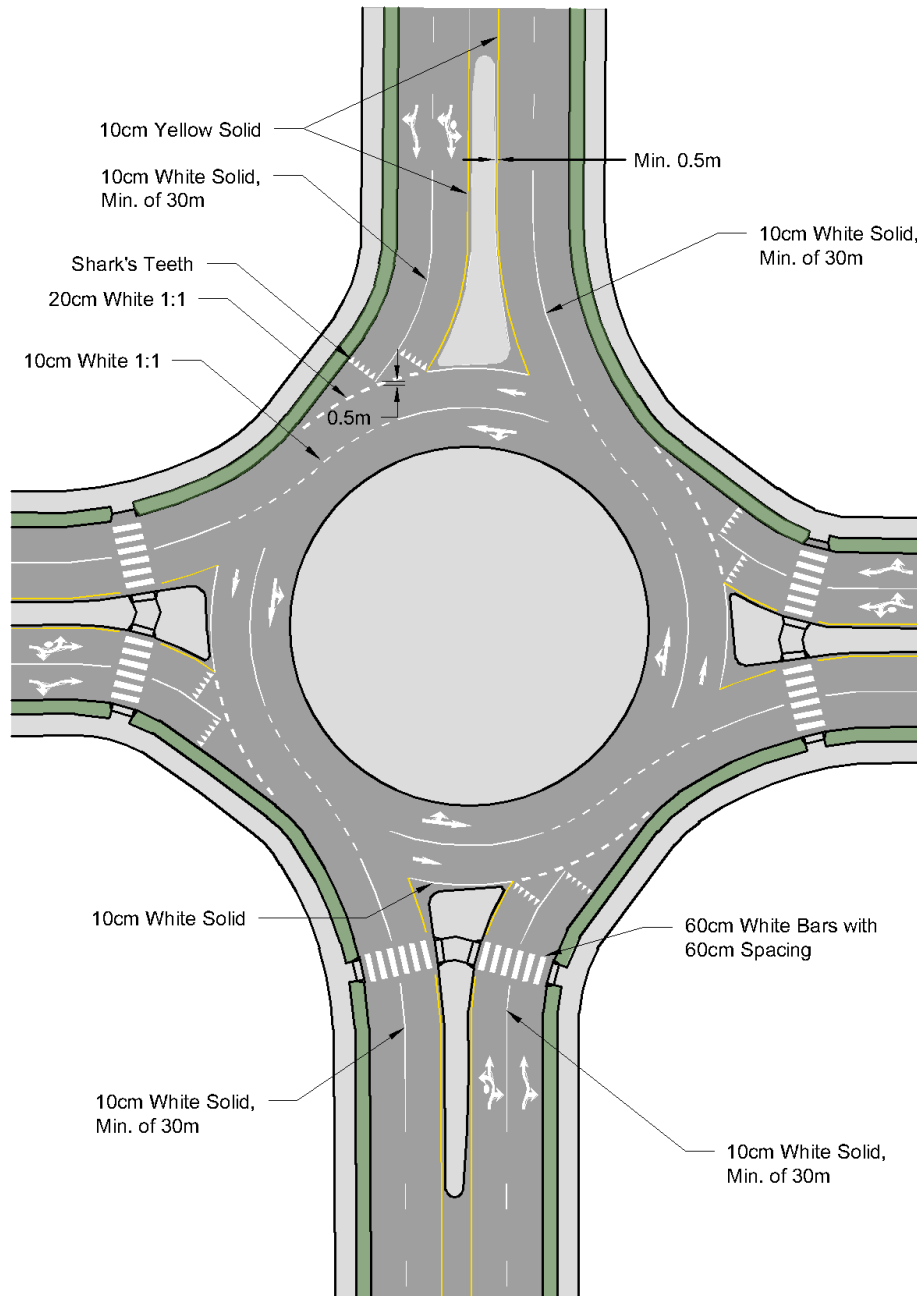 10cm Yellow Solid
Min. 0.5m
10cm White Solid,
Min. of 30m
10cm White Solid,
Min. of 30m
Shark's Teeth
20cm White 1:1
10cm White 1:1
0.5m
10cm White Solid
60cm White Bars with
60cm Spacing
10cm White Solid,
Min. of 30m
10cm White Solid,
Min. of 30m